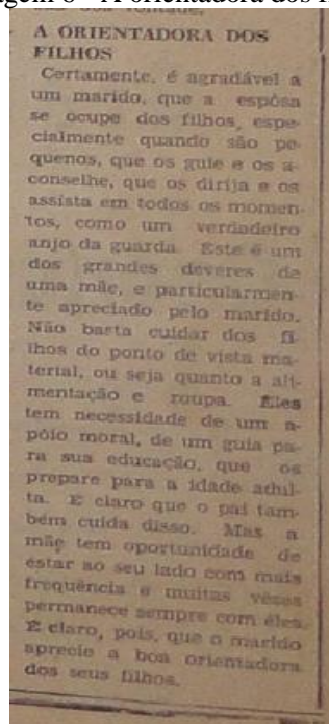 A orientadora dos
boa vontade.
A ORIENTADORA DOS
FILHOS
Certamente, é agradável a
um marido, que a espôsa
se ocupe dos filhos, espe-
cialmente quando são pe-
quenos, que os guie e os a-
conselhe, que os dirija e os
assista em todos os momen-
tos, como um verdadeiro
anjo da guarda. Este é um
dos grandes deveres de
uma mãe, e particularmen-
te apreciado pelo marido.
Não basta cuidar dos fi-
lhos do ponto de vista ma-
terial, ou seja quanto a ali-
mentação e roupa. Eles
tem necessidade de um a-
pôio moral, de um guia pa-
ra sua educação, que os
prepare para a idade adul-
ta. E claro que o pai tam-
bém cuida disso. Mas a
mãe tem oportunidade de
estar ao seu lado com mais
frequência e muitas vêzes
permanece sempre com êles
E claro, pois, que o marido
aprecie a boa orientadora
dos seus filhos.